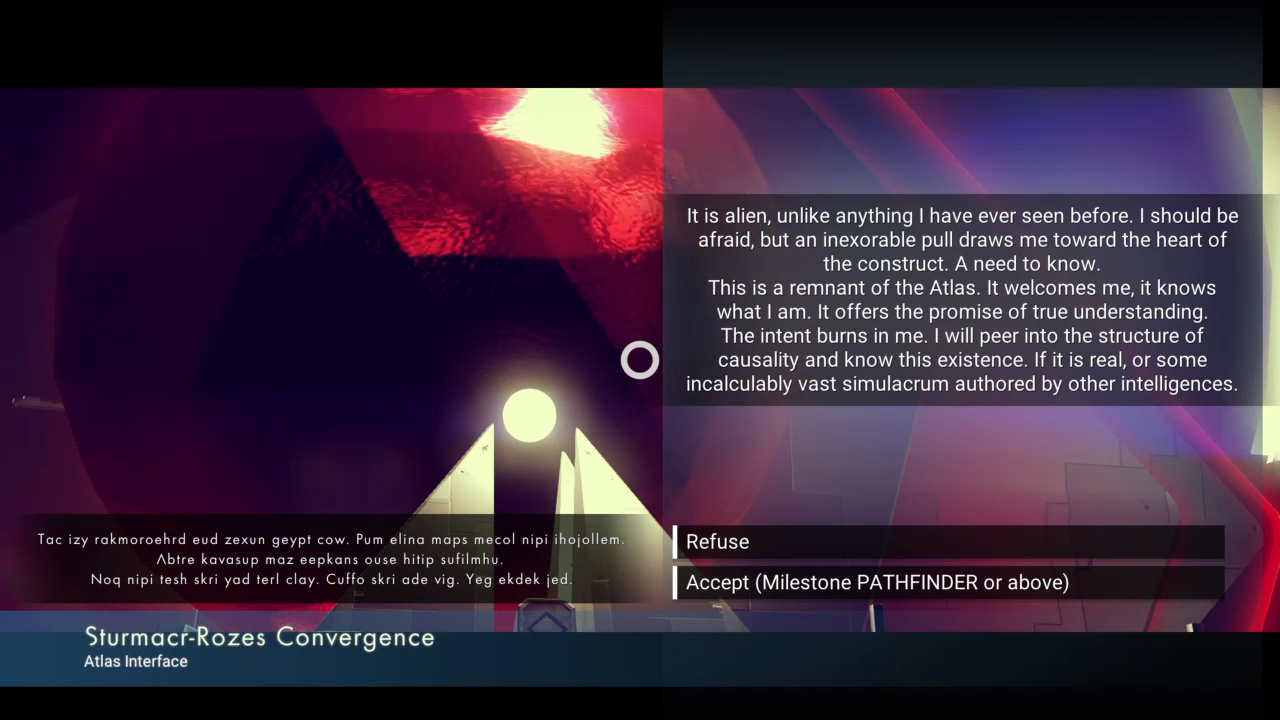 It is alien, unlike anything I have ever seen before. I should be
afraid, but an inexorable pull draws me toward the heart of
the construct. A need to know.
This is a remnant of the Atlas. It welcomes me, it knows
what I am. It offers the promise of true understanding.
The intent burns in me. I will peer into the structure of
causality and know this existence. If it is real, or some
incalculably vast simulacrum authored by other intelligences.
Tac izy rakmoroehrd eud zexun geypt cow. Pum elina maps mecol nipi ihojollem.
Abtre kavasup maz eepkans ouse hitip sufilmhu.
Noq nipi tesh skri yad terl clay. Cuffo skri ade vig. Yeg ekdek jed.
Refuse
Accept (Milestone PATHFINDER or above)
Sturmacr-Rozes Convergence
Atlas Interface